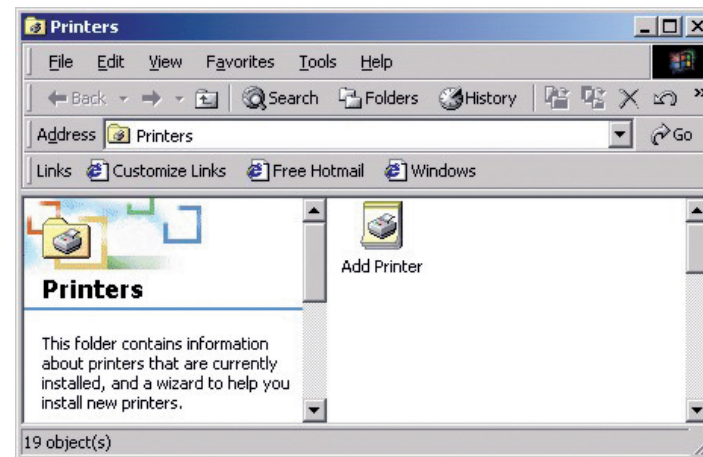 Printers
File Edit View Favorites Tools Help
Back Search Folders History »
Address Printers Go
Links Customize Links Free Hotmail Windows
Add Printer
Printers
This folder contains information
about printers that are currently
installed, and a wizard to help you
install new printers.
19 object(s)